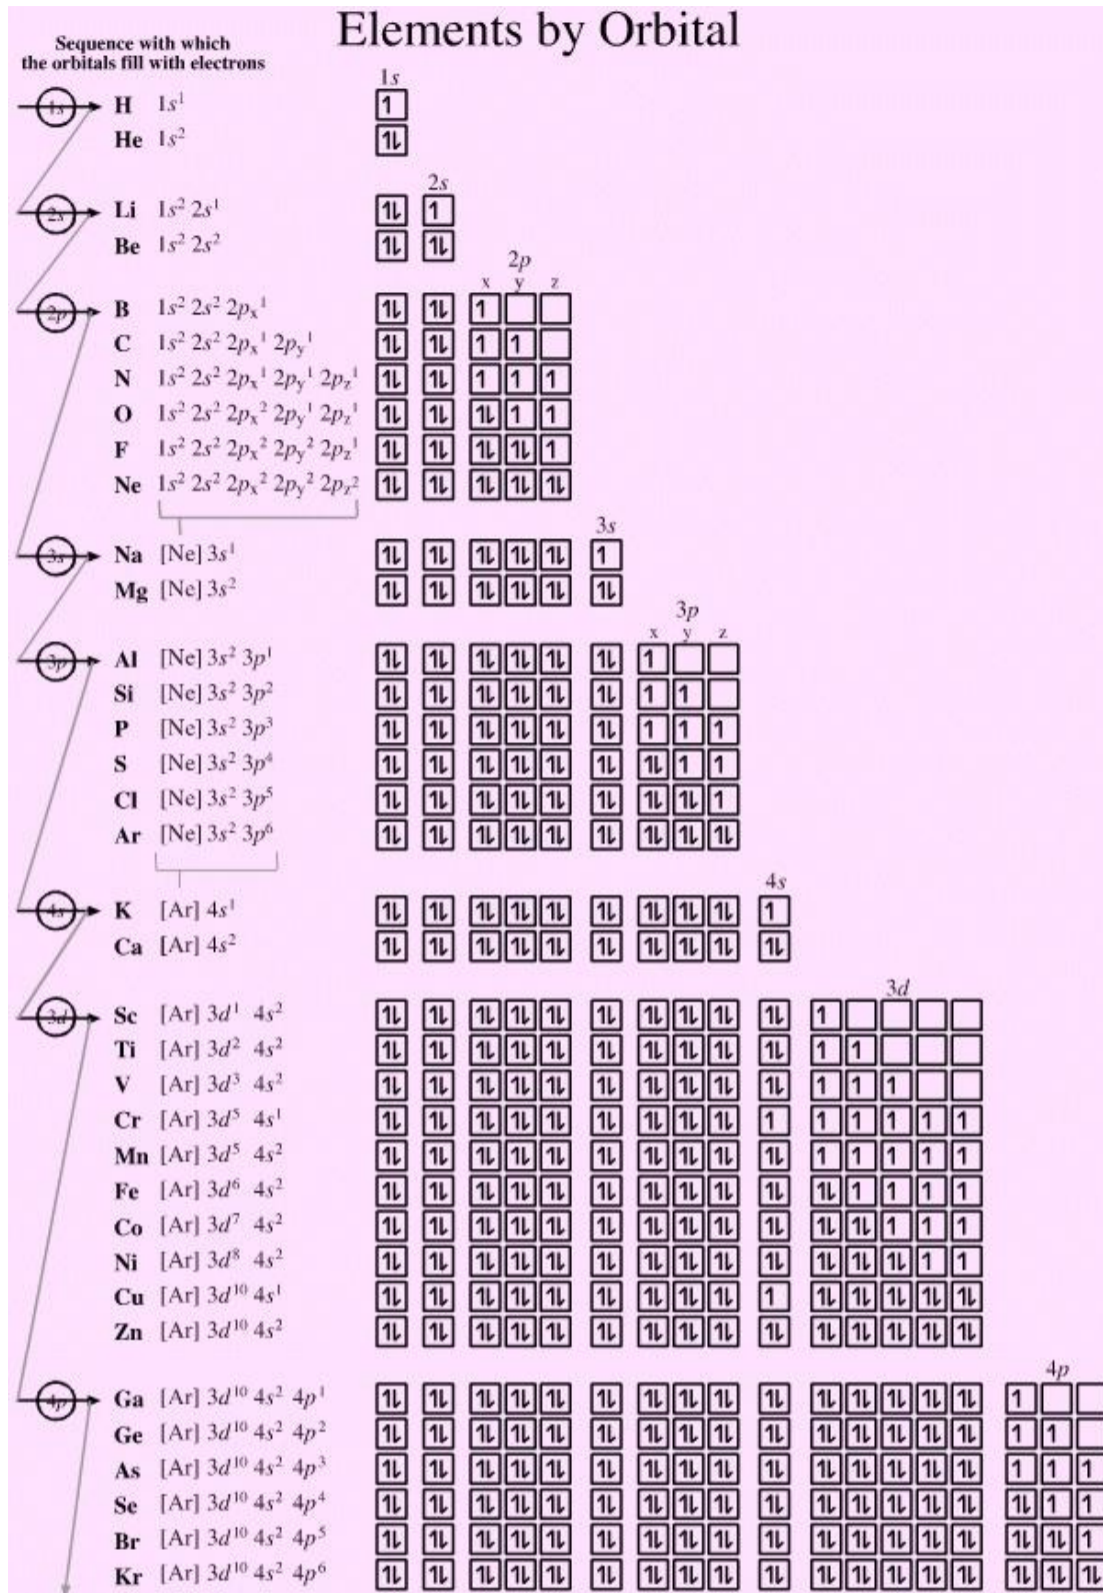 Elements by Orbital
Sequence with which
the orbitals fill with electrons
1s
1s H 1s¹
He 1s²
2s
2s Li 1s² 2s¹
Be 1s² 2s²
2p
x y z
2p B 1s² 2s² 2pₓ¹
C 1s² 2s² 2pₓ¹ 2pᵧ¹
N 1s² 2s² 2pₓ¹ 2pᵧ¹ 2p_z¹
O 1s² 2s² 2pₓ² 2pᵧ¹ 2p_z¹
F 1s² 2s² 2pₓ² 2pᵧ² 2p_z¹
Ne 1s² 2s² 2pₓ² 2pᵧ² 2p_z²
3s
3s Na [Ne] 3s¹
Mg [Ne] 3s²
3p
x y z
3p Al [Ne] 3s² 3p¹
Si [Ne] 3s² 3p²
P [Ne] 3s² 3p³
S [Ne] 3s² 3p⁴
Cl [Ne] 3s² 3p⁵
Ar [Ne] 3s² 3p⁶
4s
4s K [Ar] 4s¹
Ca [Ar] 4s²
3d
3d Sc [Ar] 3d¹ 4s²
Ti [Ar] 3d² 4s²
V [Ar] 3d³ 4s²
Cr [Ar] 3d⁵ 4s¹
Mn [Ar] 3d⁵ 4s²
Fe [Ar] 3d⁶ 4s²
Co [Ar] 3d⁷ 4s²
Ni [Ar] 3d⁸ 4s²
Cu [Ar] 3d¹⁰ 4s¹
Zn [Ar] 3d¹⁰ 4s²
4p
4p Ga [Ar] 3d¹⁰ 4s² 4p¹
Ge [Ar] 3d¹⁰ 4s² 4p²
As [Ar] 3d¹⁰ 4s² 4p³
Se [Ar] 3d¹⁰ 4s² 4p⁴
Br [Ar] 3d¹⁰ 4s² 4p⁵
Kr [Ar] 3d¹⁰ 4s² 4p⁶